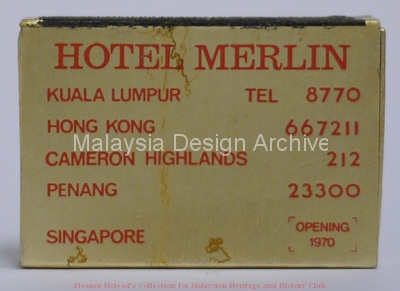 HOTEL MERLIN
KUALA LUMPUR TEL 8770
HONG KONG 667211
Malaysia Design Archive
CAMERON HIGHLANDS 212
PENANG 23300
SINGAPORE OPENING 1970
Eleanor Mcleod's Collection for Malaysian Heritage and History Club